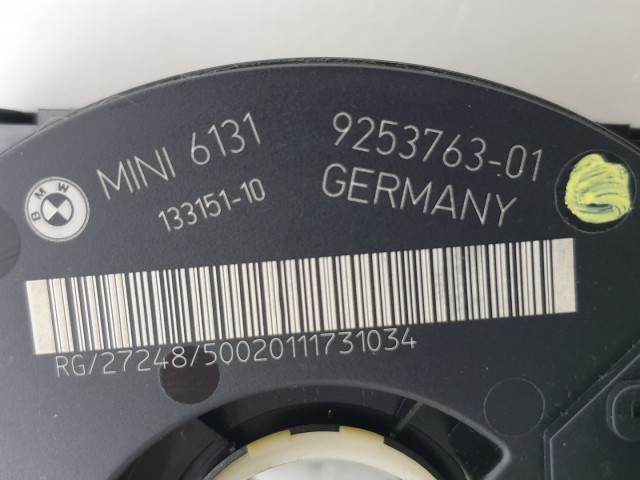 BMW
MINI 6131 9253763-01
133151-10 GERMANY
RG/27248/50020111731034